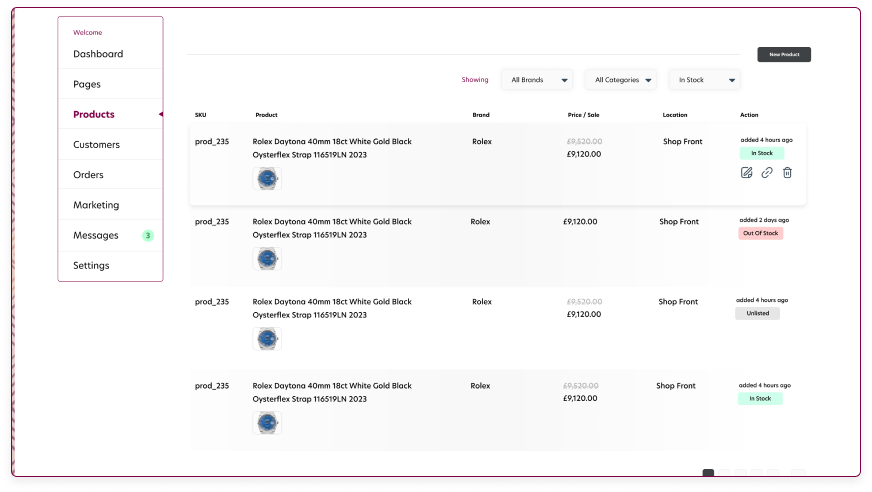 Welcome
Dashboard
Pages
Products
Customers
Orders
Marketing
Messages 3
Settings
New Product
Showing All Brands All Categories In Stock
SKU Product Brand Price / Sale Location Action
prod_235 Rolex Daytona 40mm 18ct White Gold Black Rolex £9,520.00 Shop Front added 4 hours ago
Oysterflex Strap 116519LN 2023 £9,120.00 In Stock
prod_235 Rolex Daytona 40mm 18ct White Gold Black Rolex £9,120.00 Shop Front added 2 days ago
Oysterflex Strap 116519LN 2023 Out Of Stock
prod_235 Rolex Daytona 40mm 18ct White Gold Black Rolex £9,520.00 Shop Front added 4 hours ago
Oysterflex Strap 116519LN 2023 £9,120.00 Unlisted
prod_235 Rolex Daytona 40mm 18ct White Gold Black Rolex £9,520.00 Shop Front added 4 hours ago
Oysterflex Strap 116519LN 2023 £9,120.00 In Stock